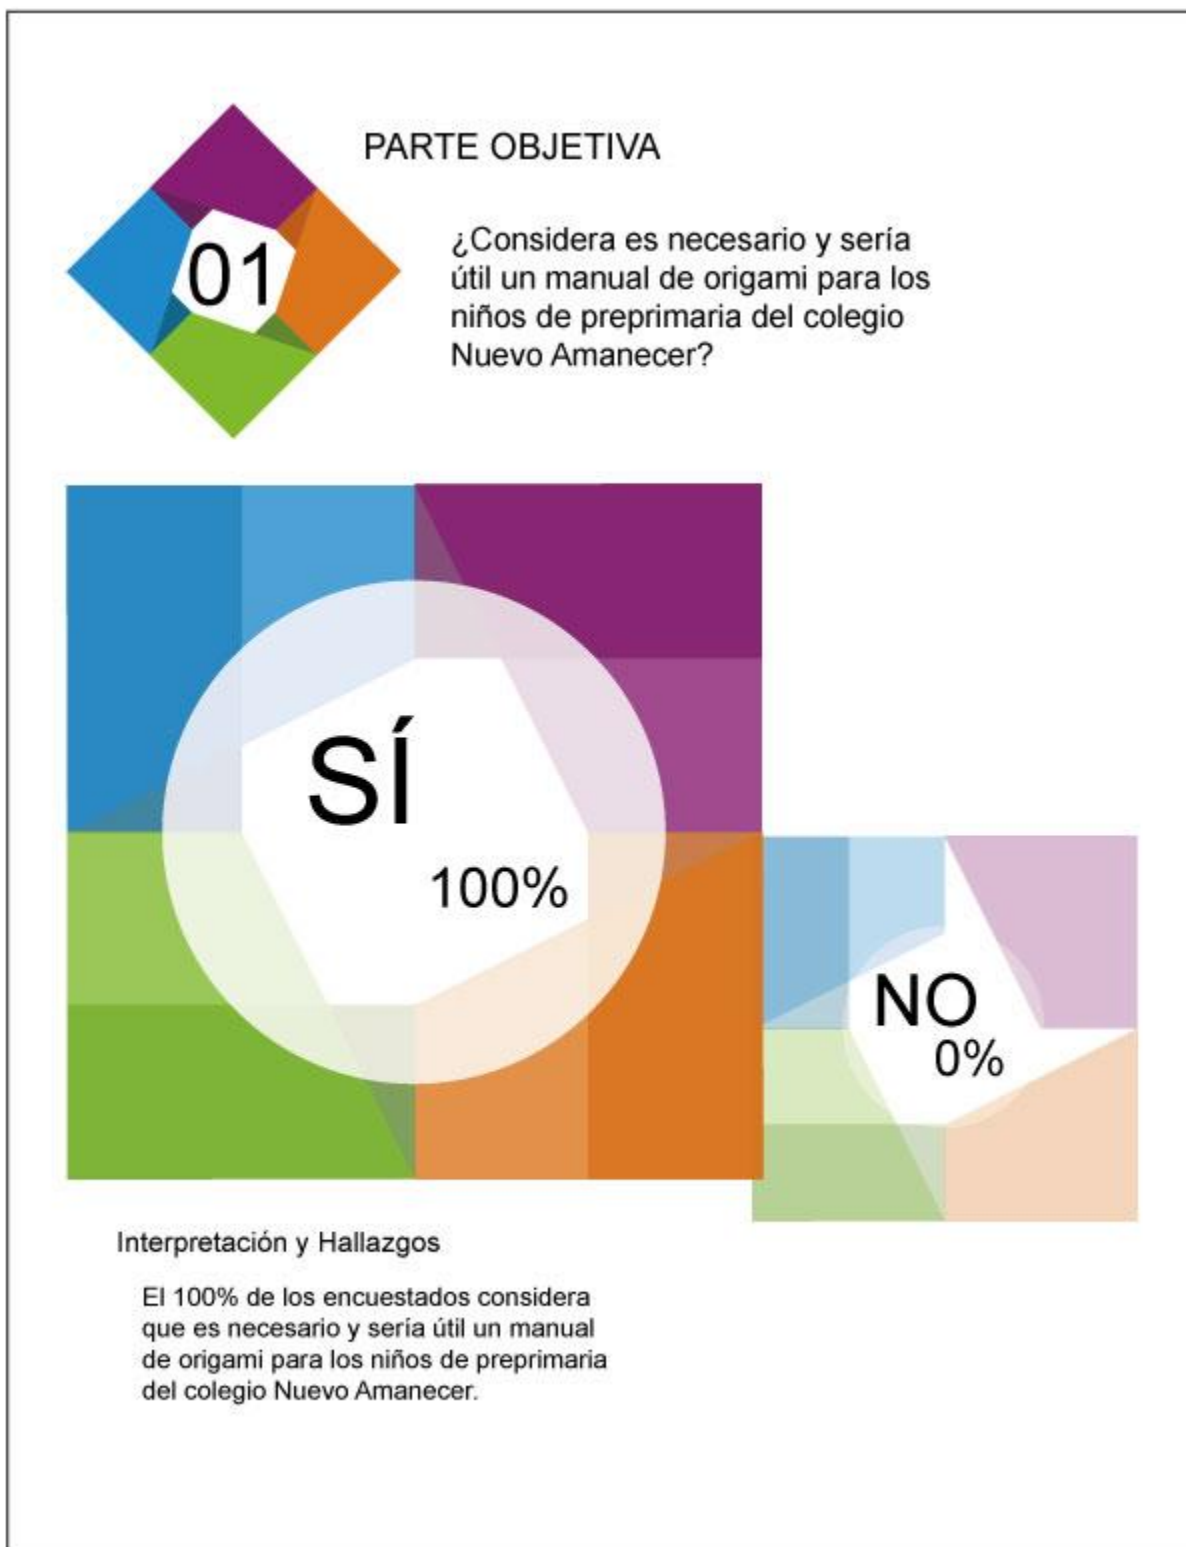 PARTE OBJETIVA
01
¿Considera es necesario y sería
útil un manual de origami para los
niños de preprimaria del colegio
Nuevo Amanecer?
SÍ
100%
NO
0%
Interpretación y Hallazgos
El 100% de los encuestados considera
que es necesario y sería útil un manual
de origami para los niños de preprimaria
del colegio Nuevo Amanecer.